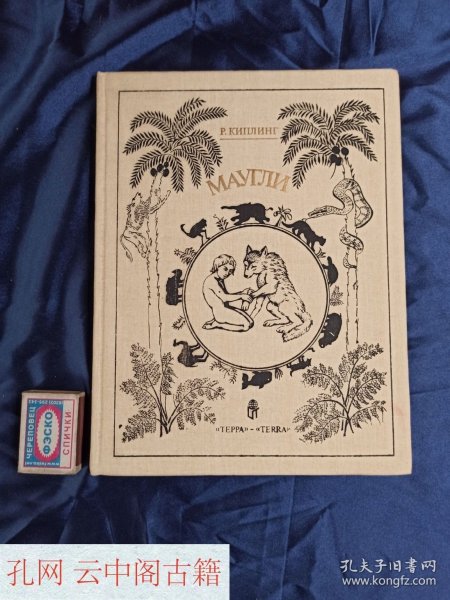 Р. КИПЛИНГ
МАУГЛИ
«ТЕРРА» – «TERRA»
ЧЕРЕПОВЕЦ
ФЭСКО
СПИЧКИ
孔网 云中阁古籍
孔夫子旧书网
www.kongfz.com